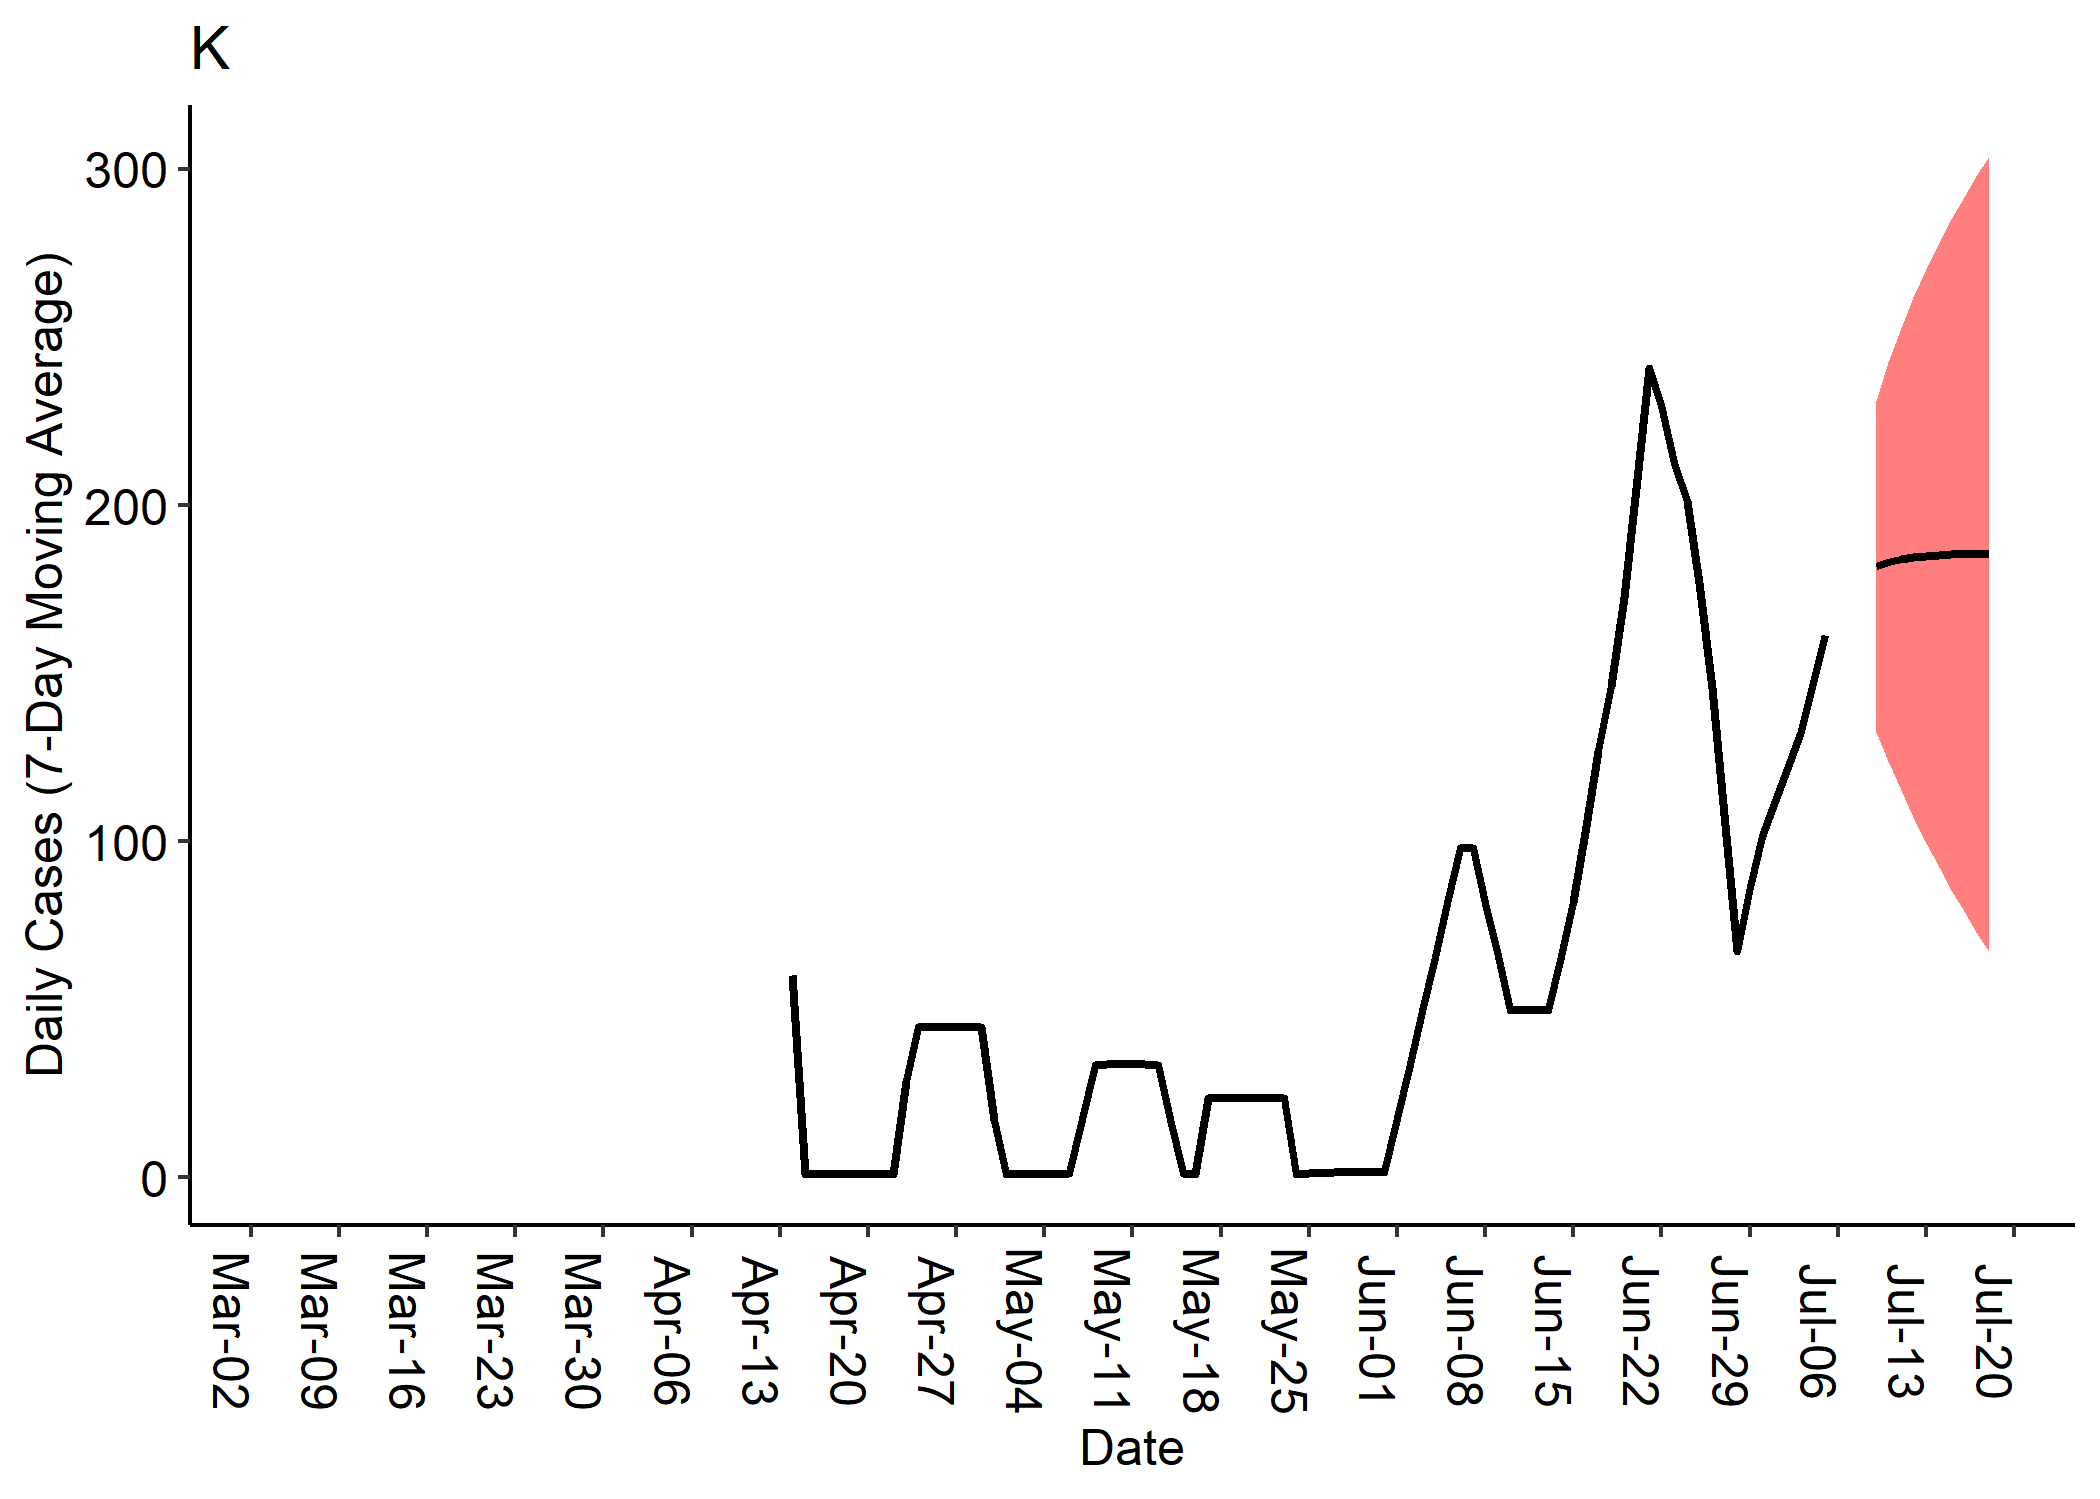 K
Daily Cases (7-Day Moving Average)
300
200
100
0
Mar-02
Mar-09
Mar-16
Mar-23
Mar-30
Apr-06
Apr-13
Apr-20
Apr-27
May-04
May-11
May-18
May-25
Jun-01
Jun-08
Jun-15
Jun-22
Jun-29
Jul-06
Jul-13
Jul-20
Date